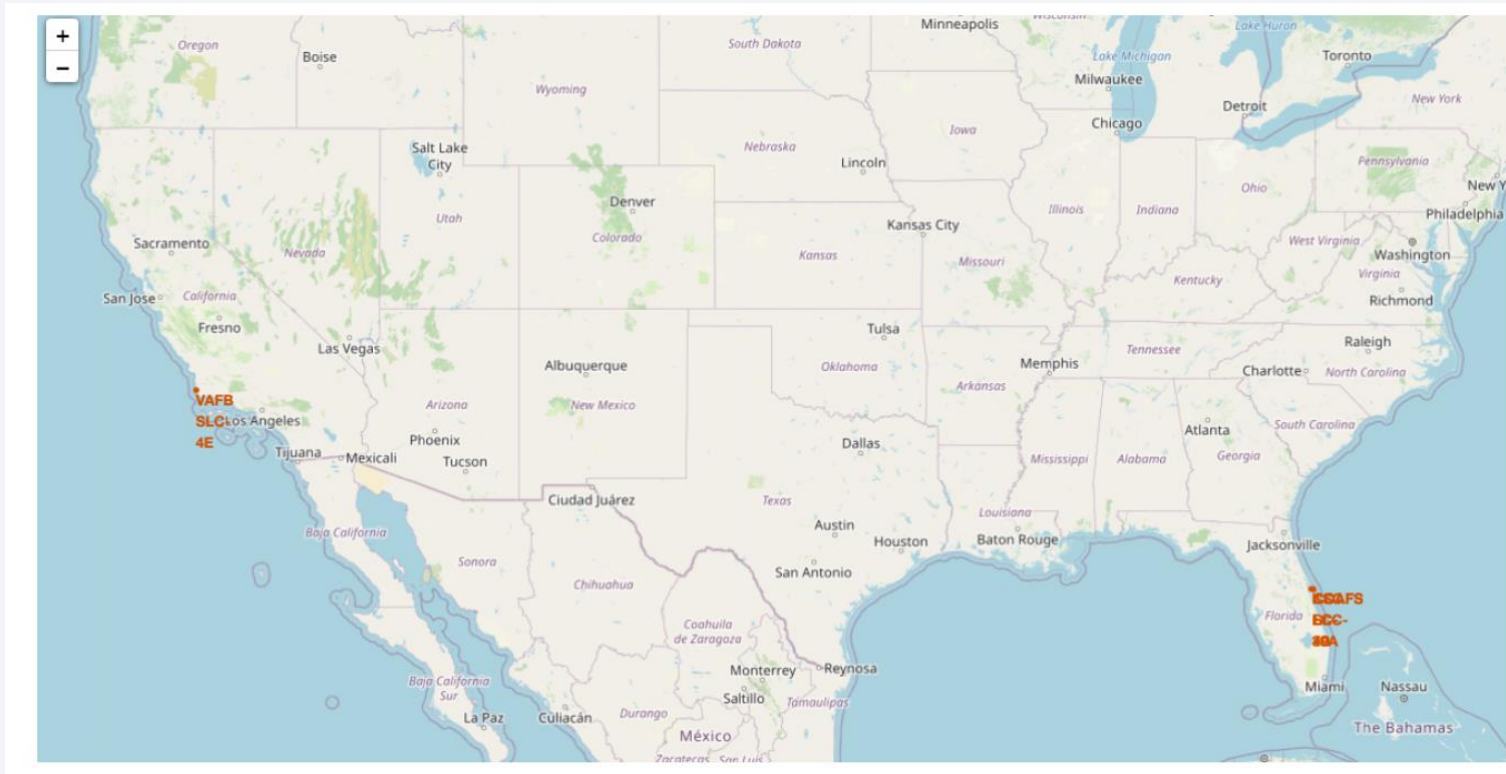 +
−
Oregon
Boise
South Dakota
Minneapolis
Lake Huron
Lake Michigan
Toronto
Milwaukee
Wyoming
Detroit
New York
Chicago
Iowa
Salt Lake
City
Nebraska
Lincoln
Pennsylvania
New Y
Ohio
Denver
Utah
Illinois
Indiana
Philadelphia
Kansas City
Sacramento
Nevada
Colorado
Kansas
Missouri
West Virginia
Washington
Virginia
Kentucky
San Jose
California
Richmond
Fresno
Las Vegas
Tulsa
Raleigh
Tennessee
Albuquerque
Oklahoma
Memphis
Charlotte
North Carolina
Arkansas
VAFB
SLC-
4E
Los Angeles
Arizona
New Mexico
South Carolina
Atlanta
Phoenix
Dallas
Tijuana
Mexicali
Tucson
Mississippi
Alabama
Georgia
Ciudad Juárez
Texas
Louisiana
Austin
Baja California
Houston
Baton Rouge
Jacksonville
Sonora
San Antonio
Chihuahua
Florida
Coahuila
de Zaragoza
Monterrey
Reynosa
Baja California
Sur
Saltillo
Tamaulipas
Miami
Nassau
La Paz
Culiacán
Durango
México
The Bahamas
Zacatecas
San Luis